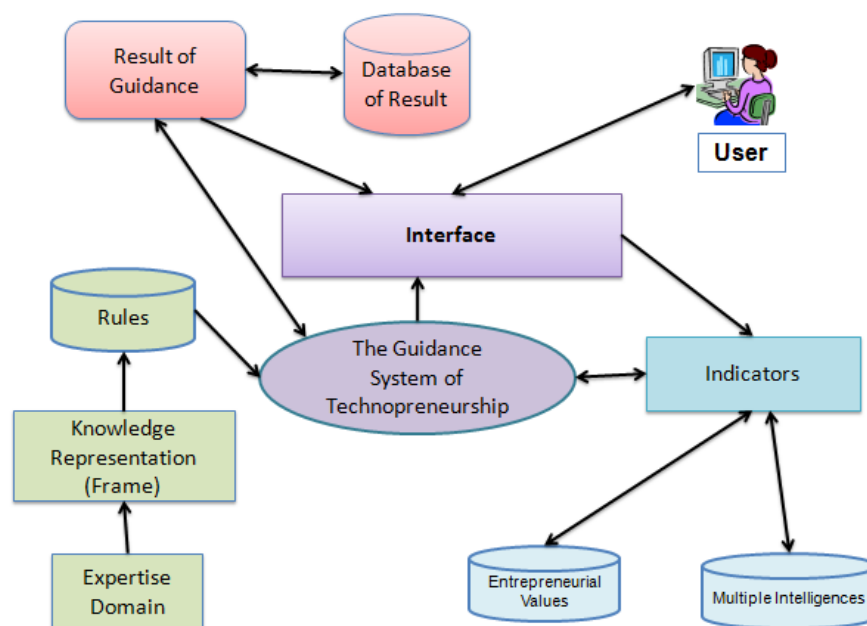 Result of
Guidance
Database
of Result
User
Interface
Rules
The Guidance
System of
Technopreneurship
Indicators
Knowledge
Representation
(Frame)
Expertise
Domain
Entrepreneurial
Values
Multiple Intelligences